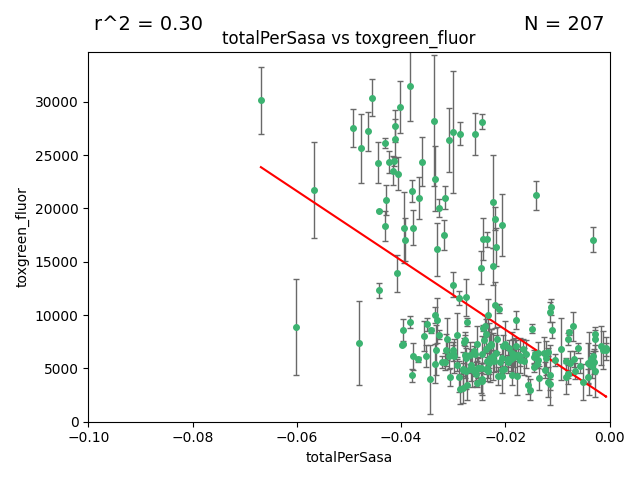 r^2 = 0.30
N = 207
totalPerSasa vs toxgreen_fluor
toxgreen_fluor
30000
25000
20000
15000
10000
5000
0
−0.10
−0.08
−0.06
−0.04
−0.02
0.00
totalPerSasa